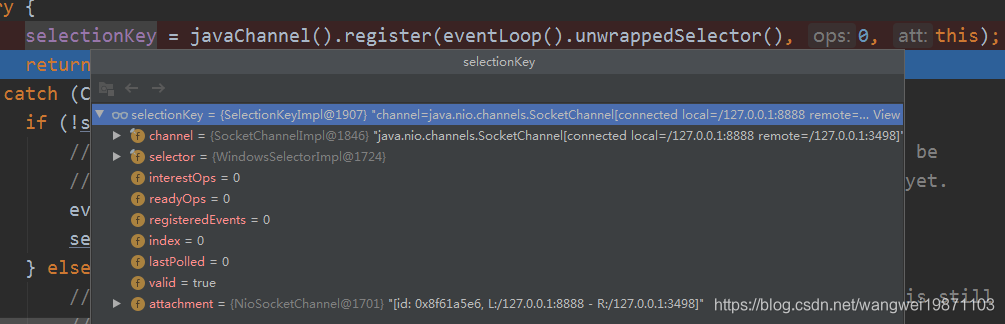 ry {
selectionKey = javaChannel().register(eventLoop().unwrappedSelector(), ops: 0, att: this);
return
selectionKey
catch (C
selectionKey = {SelectionKeyImpl@1907} "channel=java.nio.channels.SocketChannel[connected local=/127.0.0.1:8888 remote=... View
if (!s
channel = {SocketChannelImpl@1846} "java.nio.channels.SocketChannel[connected local=/127.0.0.1:8888 remote=/127.0.0.1:3498]"
// be
selector = {WindowsSelectorImpl@1724}
// yet.
interestOps = 0
readyOps = 0
ev
registeredEvents = 0
se
index = 0
lastPolled = 0
} else
valid = true
// is still
attachment = {NioSocketChannel@1701} "[id: 0x8f61a5e6, L:/127.0.0.1:8888 - R:/127.0.0.1:3498]"
https://blog.csdn.net/wangwei19871103